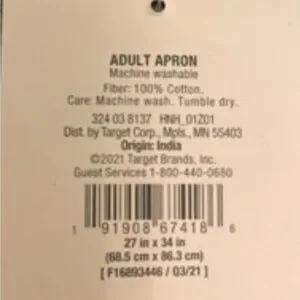 ADULT APRON
Machine washable
Fiber: 100% Cotton.
Care: Machine wash. Tumble dry.
324 03 8137 HNH_01Z01
Dist. by Target Corp., Mpls., MN 55403
Origin: India
©2021 Target Brands, Inc.
Guest Services 1-800-440-0680
1 91908 67418 6
27 in x 34 in
(68.5 cm x 86.3 cm)
[ F16893446 / 03/21 ]